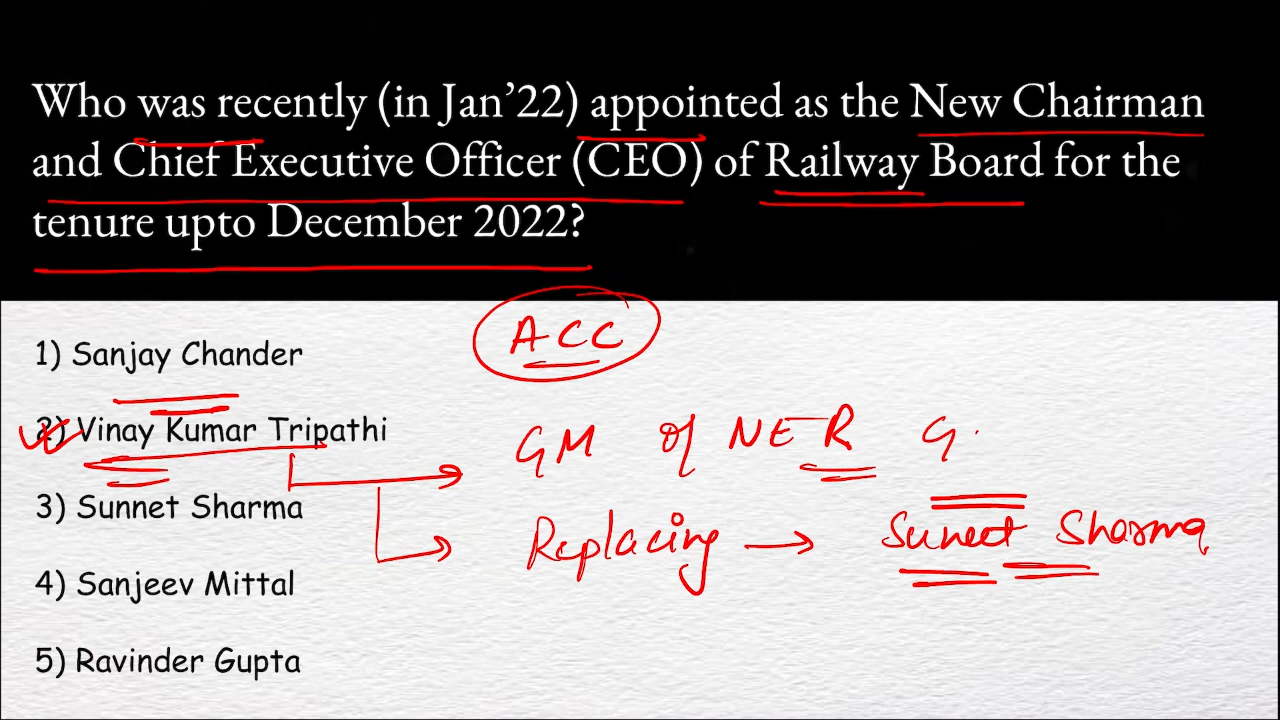 Who was recently (in Jan’22) appointed as the New Chairman
and Chief Executive Officer (CEO) of Railway Board for the
tenure upto December 2022?
ACC
1) Sanjay Chander
2) Vinay Kumar Tripathi
GM of NER G.
3) Sunnet Sharma
Replacing → Suneet Sharma
4) Sanjeev Mittal
5) Ravinder Gupta